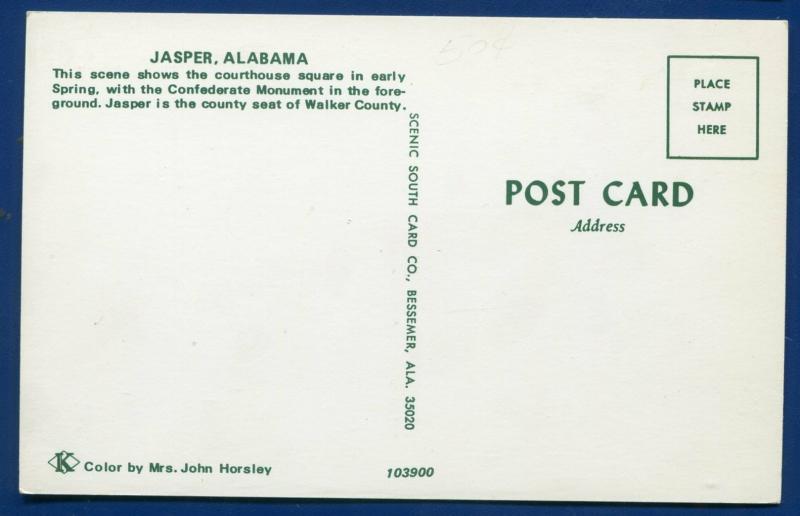 JASPER, ALABAMA
This scene shows the courthouse square in early
Spring, with the Confederate Monument in the fore-
ground. Jasper is the county seat of Walker County.
50¢
PLACE
STAMP
HERE
POST CARD
Address
SCENIC SOUTH CARD CO., BESSEMER, ALA. 35020
K Color by Mrs. John Horsley
103900